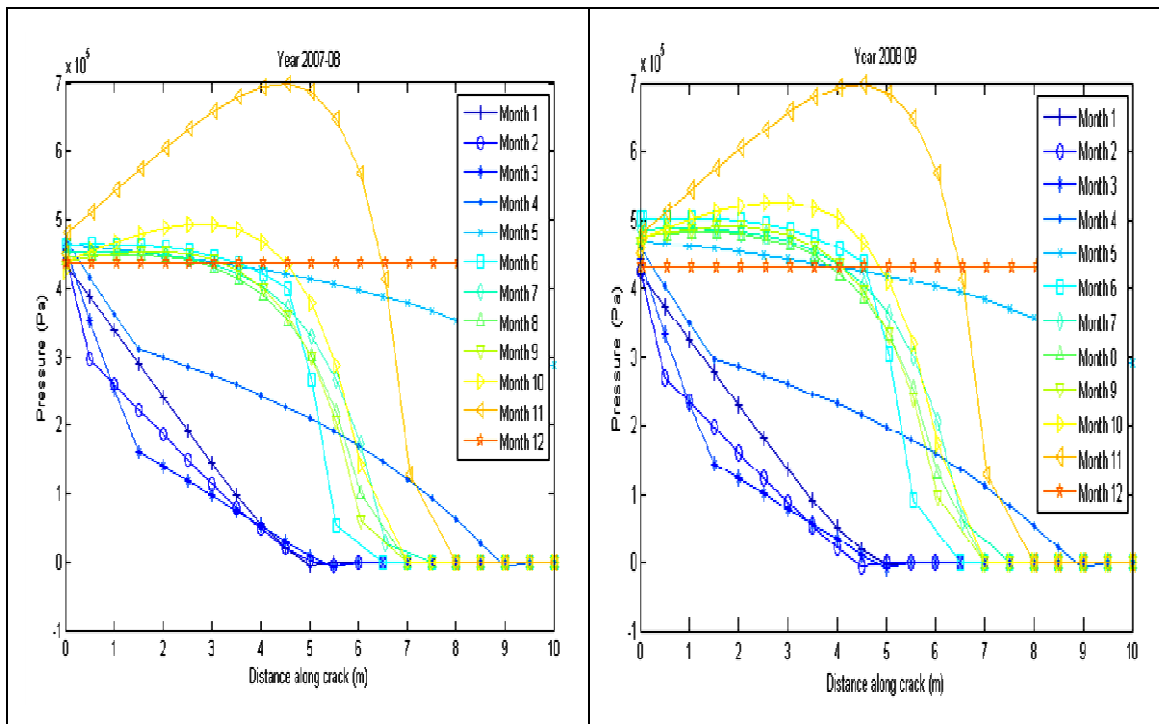 x 10⁵
Year 2007-08
7
6
5
4
3
2
1
0
-1
Pressure (Pa)
0 1 2 3 4 5 6 7 8 9 10
Distance along crack (m)
Month 1
Month 2
Month 3
Month 4
Month 5
Month 6
Month 7
Month 8
Month 9
Month 10
Month 11
Month 12
x 10⁵
Year 2008 09
7
6
5
4
3
2
1
0
-1
Pressure (Pa)
0 1 2 3 4 5 6 7 8 9 10
Distance along crack (m)
Month 1
Month 2
Month 3
Month 4
Month 5
Month 6
Month 7
Month 0
Month 9
Month 10
Month 11
Month 12